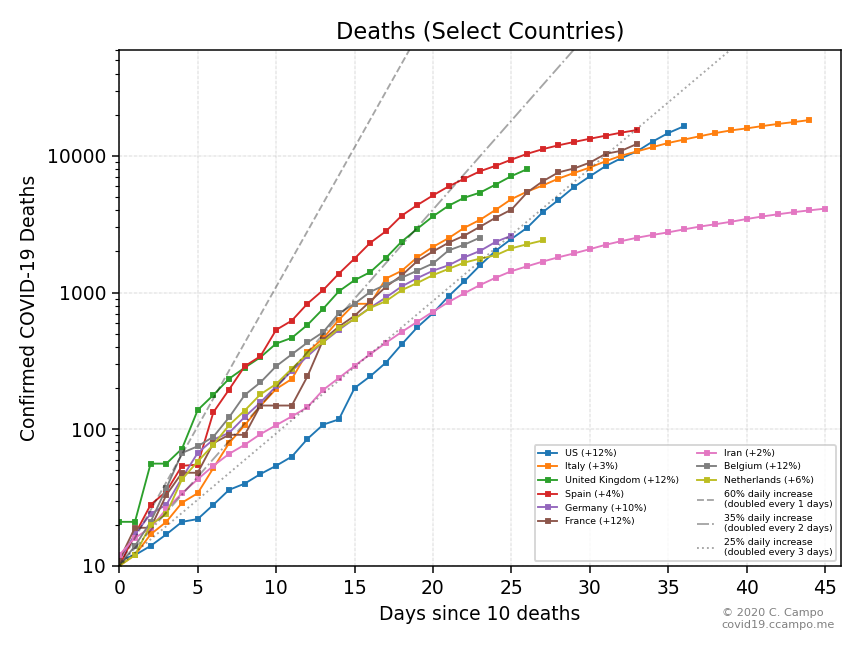 Deaths (Select Countries)
Confirmed COVID-19 Deaths
10000
1000
100
10
0 5 10 15 20 25 30 35 40 45
Days since 10 deaths
US (+12%)
Italy (+3%)
United Kingdom (+12%)
Spain (+4%)
Germany (+10%)
France (+12%)
Iran (+2%)
Belgium (+12%)
Netherlands (+6%)
60% daily increase
(doubled every 1 days)
35% daily increase
(doubled every 2 days)
25% daily increase
(doubled every 3 days)
© 2020 C. Campo
covid19.ccampo.me